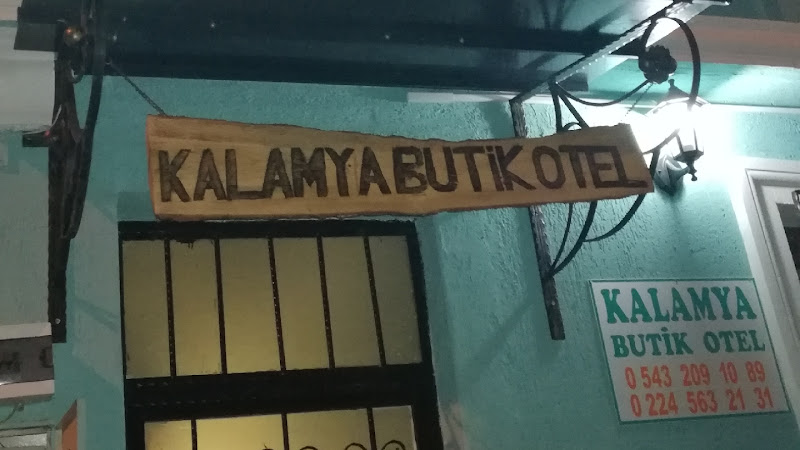 KALAMYA BUTİK OTEL
KALAMYA
BUTİK OTEL
0 543 209 10 89
0 224 563 21 31